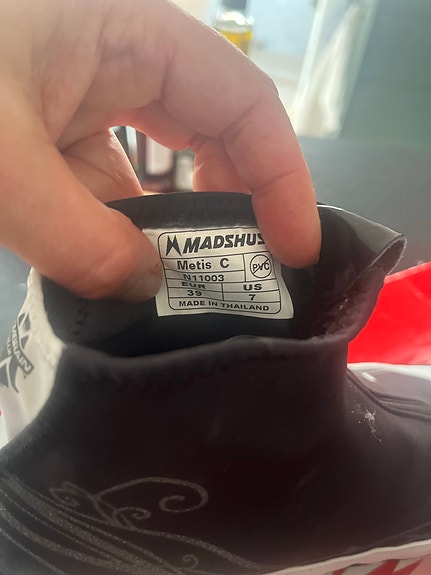 MADSHUS
Metis C
PVC
N11003
EUR US
39 7
MADE IN THAILAND